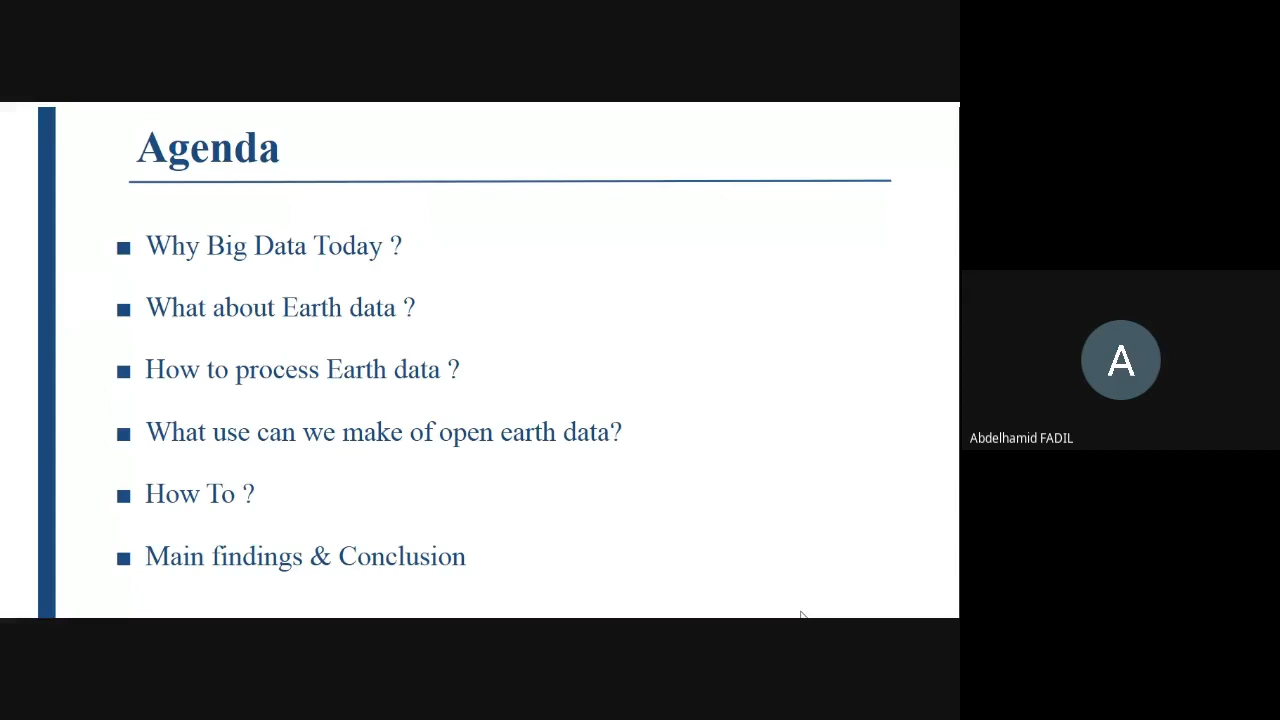 Agenda
■ Why Big Data Today ?
■ What about Earth data ?
■ How to process Earth data ?
■ What use can we make of open earth data?
■ How To ?
■ Main findings & Conclusion
A
Abdelhamid FADIL